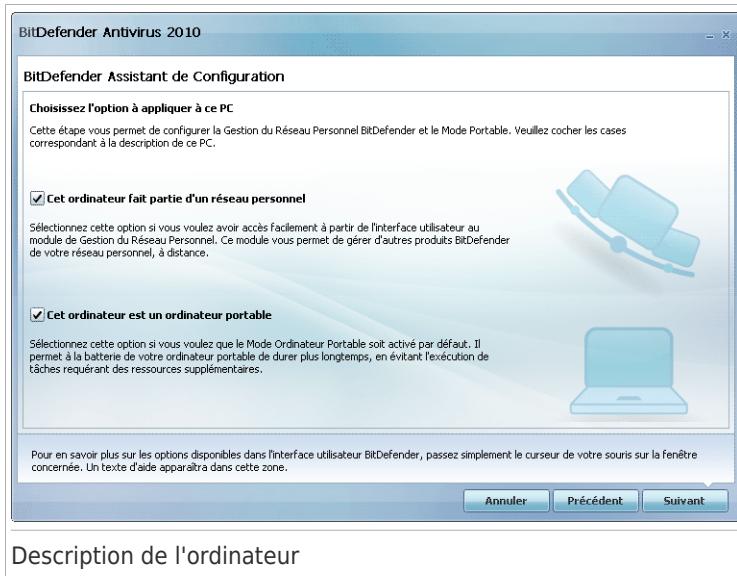 BitDefender Antivirus 2010
BitDefender Assistant de Configuration
Choisissez l'option à appliquer à ce PC
Cette étape vous permet de configurer la Gestion du Réseau Personnel BitDefender et le Mode Portable. Veuillez cocher les cases
correspondant à la description de ce PC.
Cet ordinateur fait partie d'un réseau personnel
Sélectionnez cette option si vous voulez avoir accès facilement à partir de l'interface utilisateur au
module de Gestion du Réseau Personnel. Ce module vous permet de gérer d'autres produits BitDefender
de votre réseau personnel, à distance.
Cet ordinateur est un ordinateur portable
Sélectionnez cette option si vous voulez que le Mode Ordinateur Portable soit activé par défaut. Il
permet à la batterie de votre ordinateur portable de durer plus longtemps, en évitant l'exécution de
tâches requérant des ressources supplémentaires.
Pour en savoir plus sur les options disponibles dans l'interface utilisateur BitDefender, passez simplement le curseur de votre souris sur la fenêtre
concernée. Un texte d'aide apparaîtra dans cette zone.
Annuler Précédent Suivant
Description de l'ordinateur